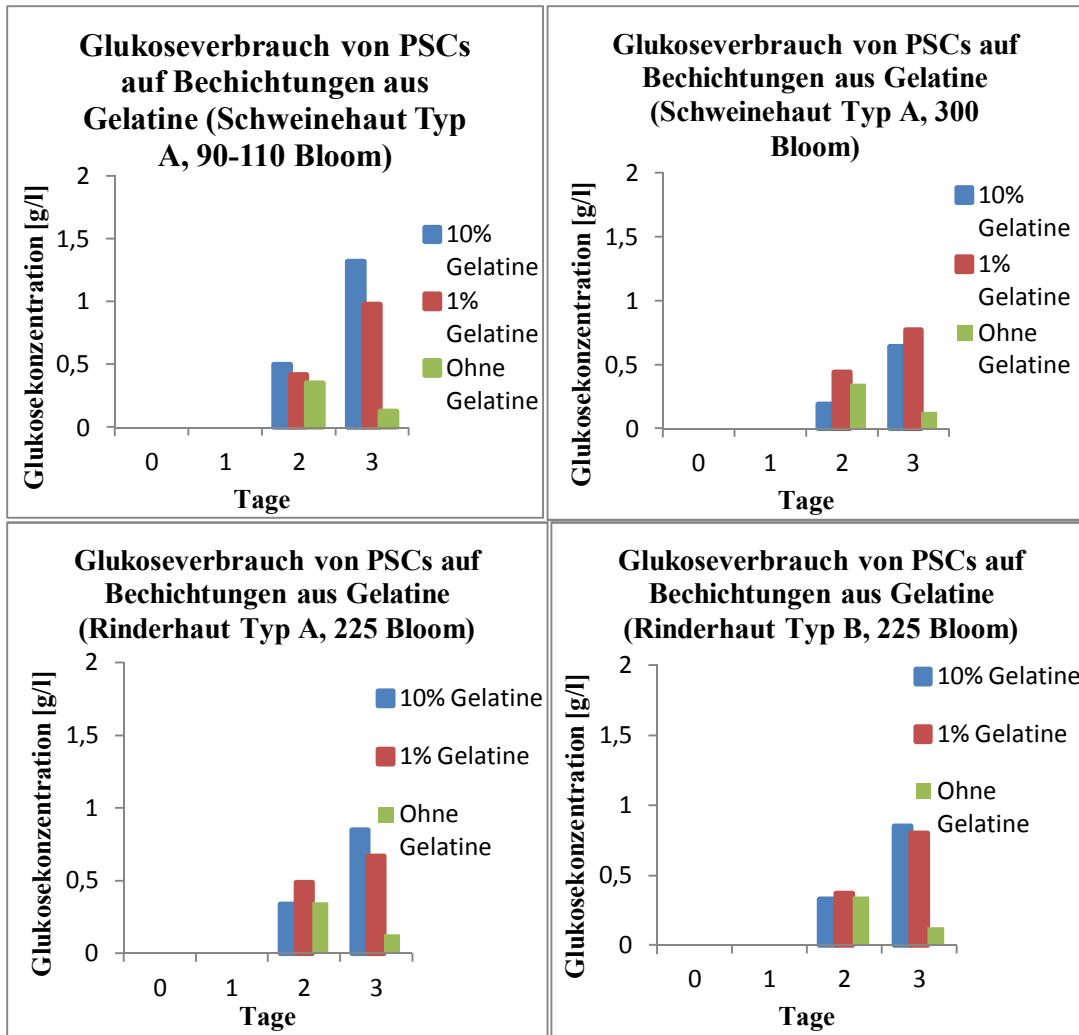 Glukoseverbrauch von PSCs
auf Bechichtungen aus
Gelatine (Schweinehaut Typ
A, 90-110 Bloom)
Glukosekonzentration [g/l]
2
1,5
1
0,5
0
0 1 2 3
Tage
10%
Gelatine
1%
Gelatine
Ohne
Gelatine
Glukoseverbrauch von PSCs auf
Bechichtungen aus Gelatine
(Schweinehaut Typ A, 300
Bloom)
Glukosekonzentration [g/l]
2
1,5
1
0,5
0
0 1 2 3
Tage
10%
Gelatine
1%
Gelatine
Ohne
Gelatine
Glukoseverbrauch von PSCs auf
Bechichtungen aus Gelatine
(Rinderhaut Typ A, 225 Bloom)
Glukosekonzentration [g/l]
2
1,5
1
0,5
0
0 1 2 3
Tage
10% Gelatine
1% Gelatine
Ohne
Gelatine
Glukoseverbrauch von PSCs auf
Bechichtungen aus Gelatine
(Rinderhaut Typ B, 225 Bloom)
Glukosekonzentration [g/l]
2
1,5
1
0,5
0
0 1 2 3
Tage
10% Gelatine
1% Gelatine
Ohne
Gelatine